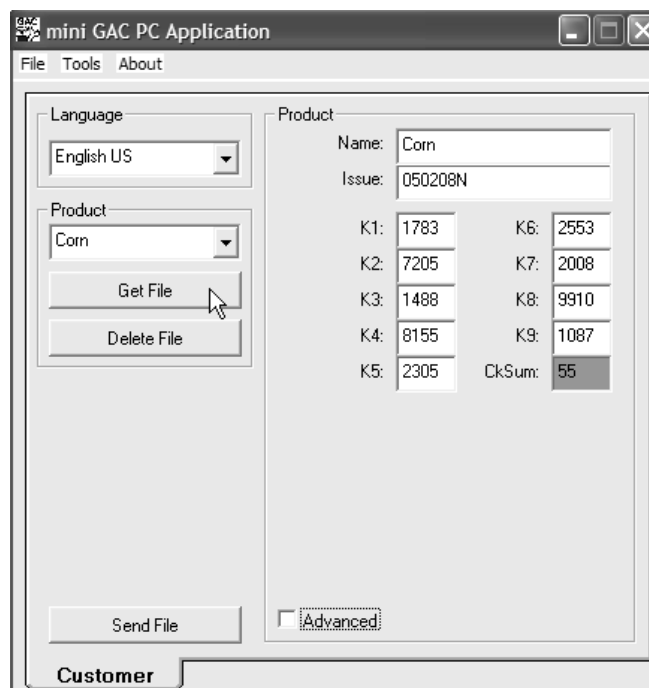 mini GAC PC Application
File Tools About
Language
English US
Product
Corn
Get File
Delete File
Send File
Product
Name: Corn
Issue: 050208N
K1: 1783 K6: 2553
K2: 7205 K7: 2008
K3: 1488 K8: 9910
K4: 8155 K9: 1087
K5: 2305 CkSum: 55
Advanced
Customer